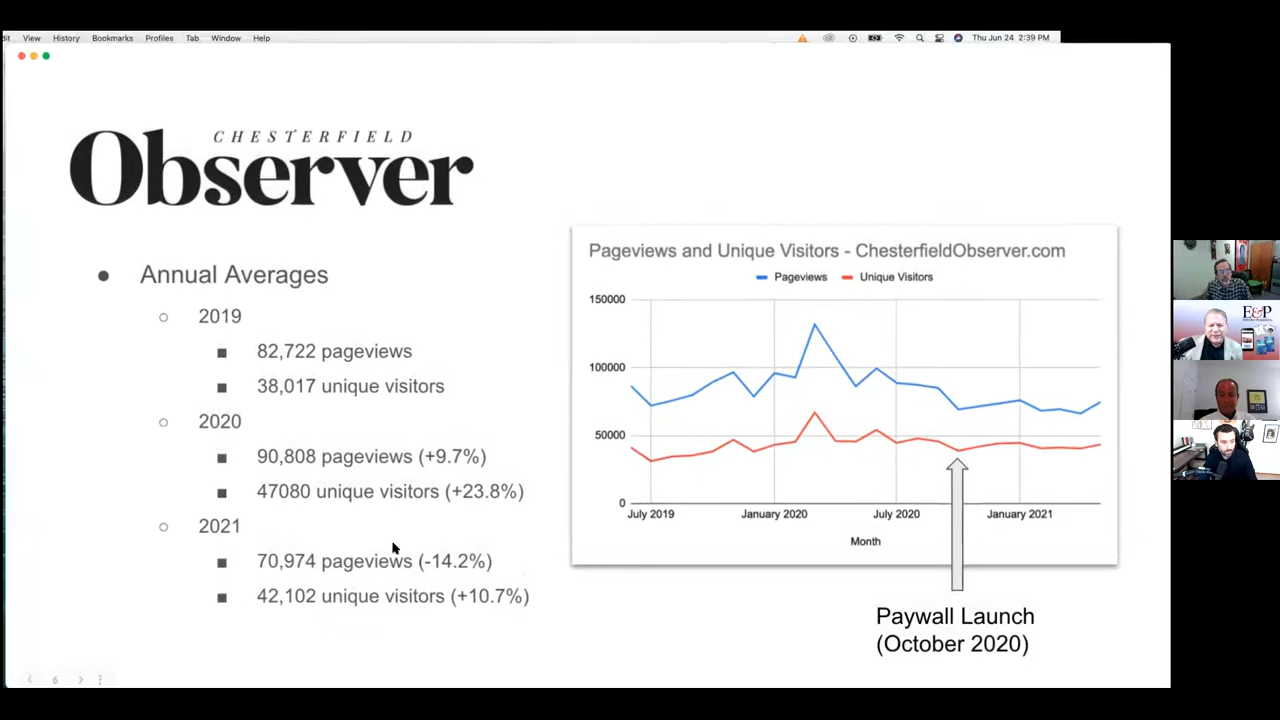 dit View History Bookmarks Profiles Tab Window Help
Thu Jun 24 2:39 PM
CHESTERFIELD
Observer
● Annual Averages
○ 2019
■ 82,722 pageviews
■ 38,017 unique visitors
○ 2020
■ 90,808 pageviews (+9.7%)
■ 47080 unique visitors (+23.8%)
○ 2021
■ 70,974 pageviews (-14.2%)
■ 42,102 unique visitors (+10.7%)
Pageviews and Unique Visitors - ChesterfieldObserver.com
Pageviews Unique Visitors
150000
100000
50000
0
July 2019 January 2020 July 2020 January 2021
Month
Paywall Launch
(October 2020)
6
E&P